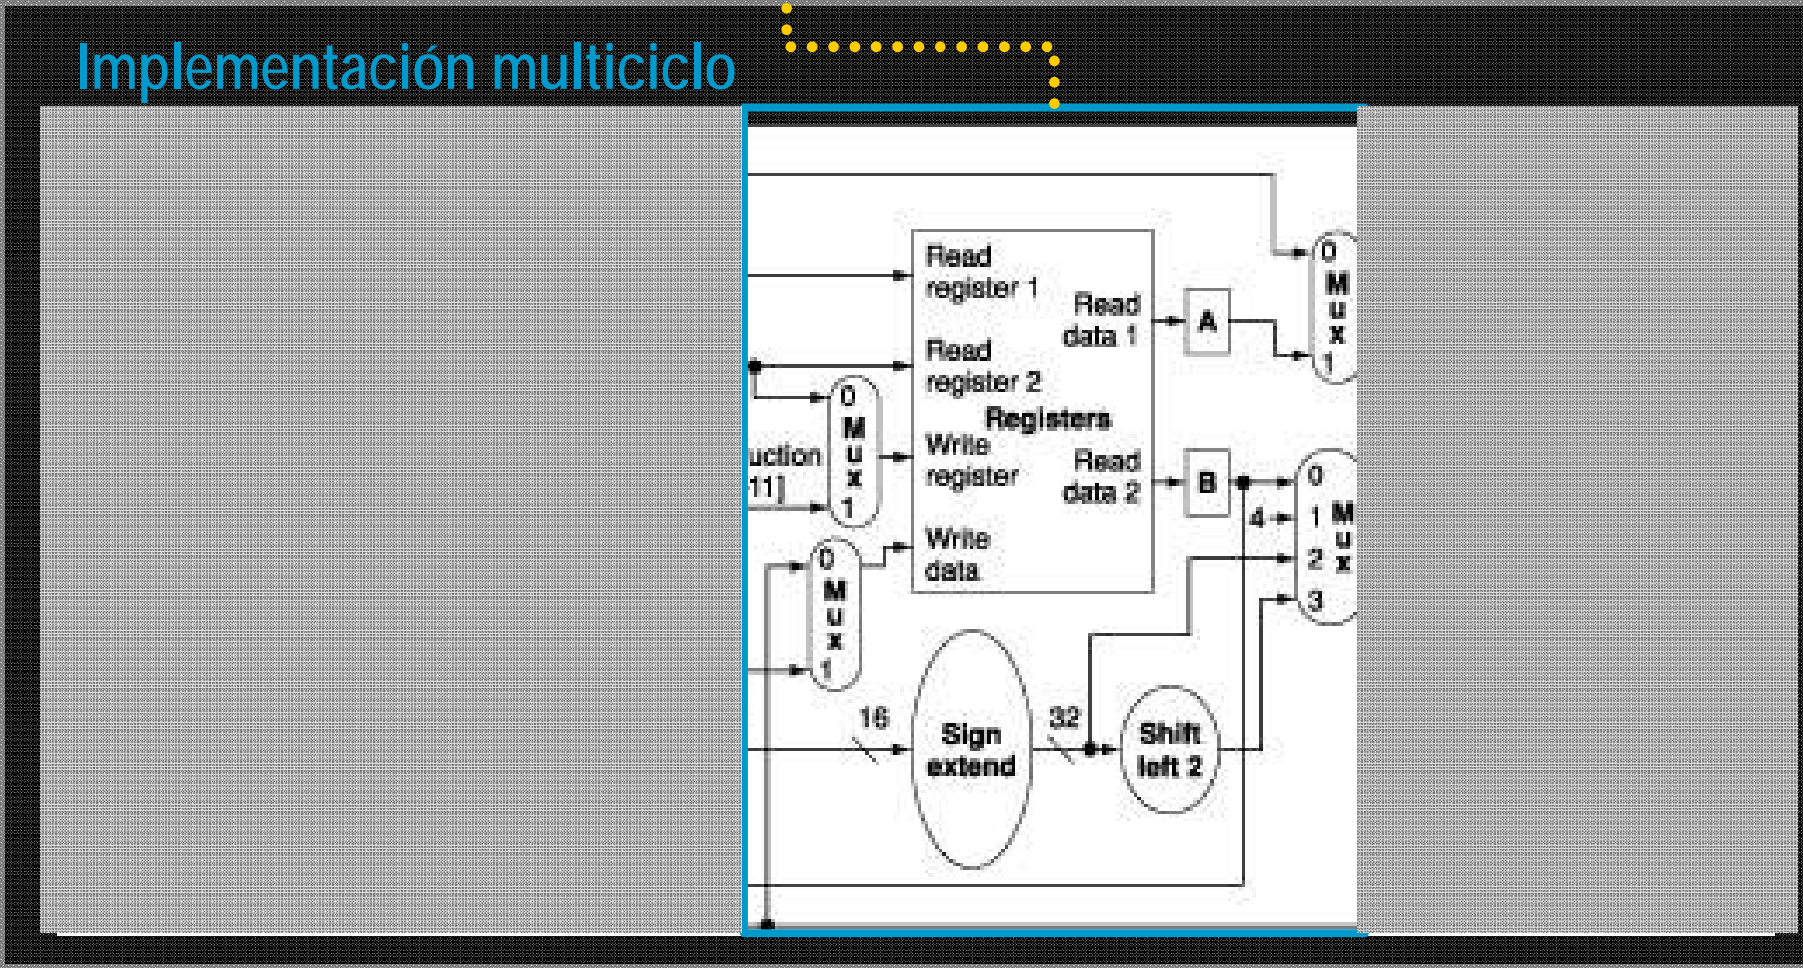 Implementación multiciclo
Read
register 1
Read
register 2
Registers
Write
register
Write
data
Read
data 1
Read
data 2
A
B
uction
11]
0
M
u
x
1
0
M
u
x
1
0
M
u
x
1
4
0
1 M
u
2 x
3
16
Sign
extend
32
Shift
left 2